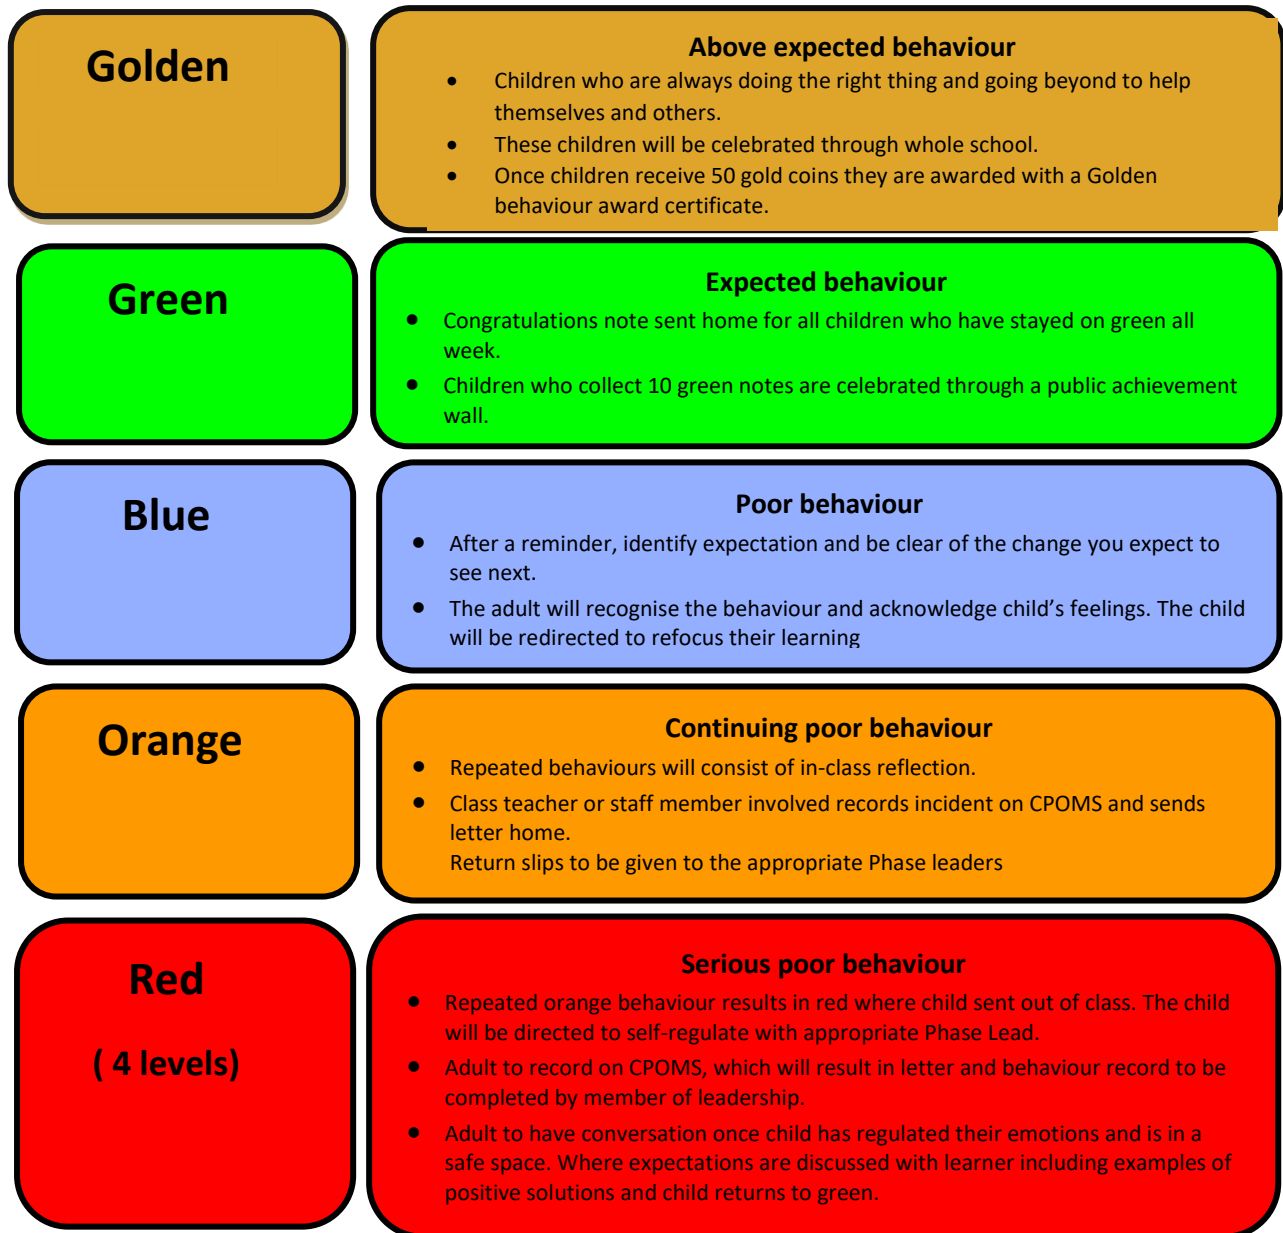 Golden
Above expected behaviour
• Children who are always doing the right thing and going beyond to help
themselves and others.
• These children will be celebrated through whole school.
• Once children receive 50 gold coins they are awarded with a Golden
behaviour award certificate.
Green
Expected behaviour
• Congratulations note sent home for all children who have stayed on green all
week.
• Children who collect 10 green notes are celebrated through a public achievement
wall.
Blue
Poor behaviour
• After a reminder, identify expectation and be clear of the change you expect to
see next.
• The adult will recognise the behaviour and acknowledge child’s feelings. The child
will be redirected to refocus their learning
Orange
Continuing poor behaviour
• Repeated behaviours will consist of in-class reflection.
• Class teacher or staff member involved records incident on CPOMS and sends
letter home.
Return slips to be given to the appropriate Phase leaders
Red
( 4 levels)
Serious poor behaviour
• Repeated orange behaviour results in red where child sent out of class. The child
will be directed to self-regulate with appropriate Phase Lead.
• Adult to record on CPOMS, which will result in letter and behaviour record to be
completed by member of leadership.
• Adult to have conversation once child has regulated their emotions and is in a
safe space. Where expectations are discussed with learner including examples of
positive solutions and child returns to green.